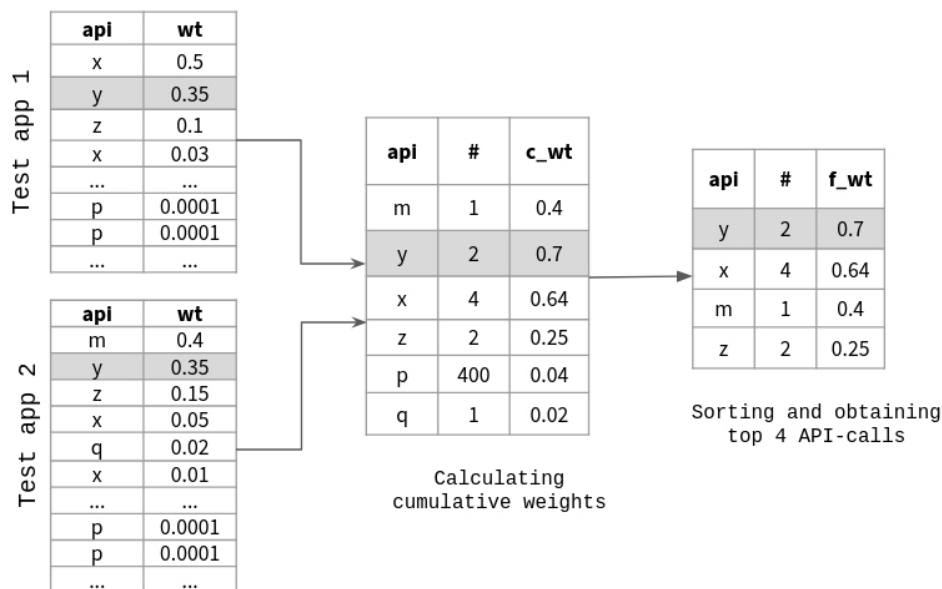 Test app 1
api wt
x 0.5
y 0.35
z 0.1
x 0.03
... ...
p 0.0001
p 0.0001
... ...
Test app 2
api wt
m 0.4
y 0.35
z 0.15
x 0.05
q 0.02
x 0.01
... ...
p 0.0001
p 0.0001
... ...
api # c_wt
m 1 0.4
y 2 0.7
x 4 0.64
z 2 0.25
p 400 0.04
q 1 0.02
Calculating
cumulative weights
api # f_wt
y 2 0.7
x 4 0.64
m 1 0.4
z 2 0.25
Sorting and obtaining
top 4 API-calls